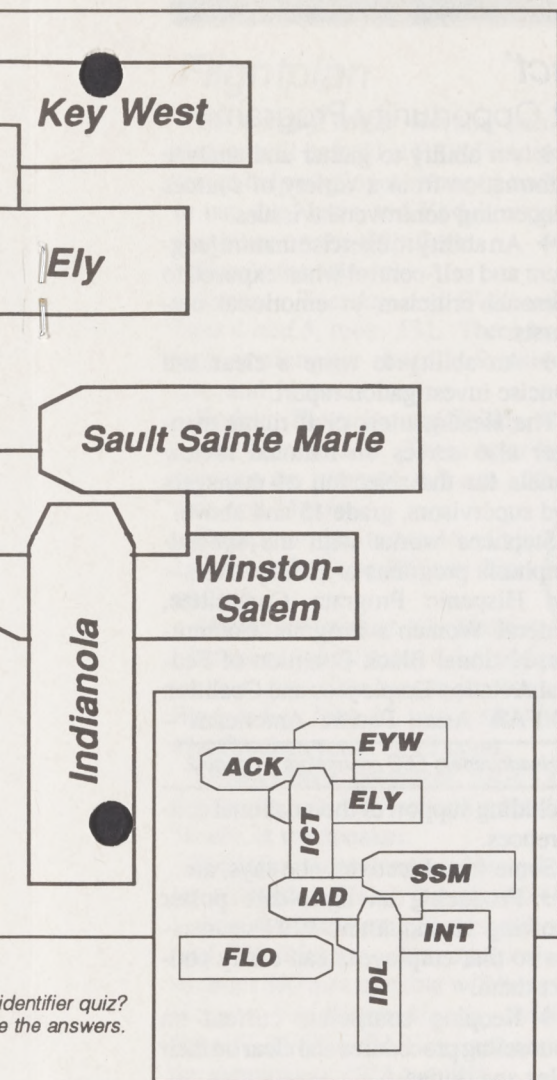 Key West
Ely
Sault Sainte Marie
Winston-
Salem
Indianola
EYW
ACK
ELY
ICT
SSM
IAD
INT
FLO
IDL
identifier quiz?
e the answers.